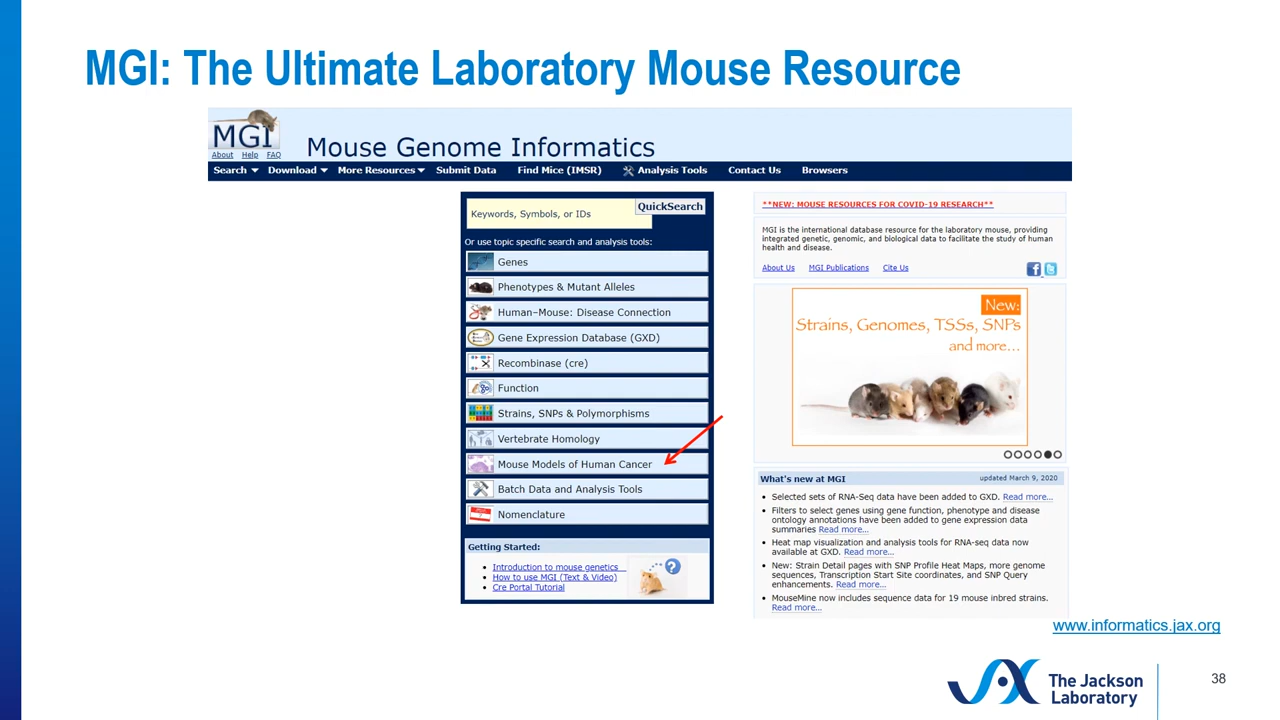 MGI: The Ultimate Laboratory Mouse Resource
MGI
About Help FAQ
Mouse Genome Informatics
Search Download More Resources Submit Data Find Mice (IMSR) Analysis Tools Contact Us Browsers
Keywords, Symbols, or IDs
QuickSearch
Or use topic specific search and analysis tools:
Genes
Phenotypes & Mutant Alleles
Human–Mouse: Disease Connection
Gene Expression Database (GXD)
Recombinase (cre)
Function
Strains, SNPs & Polymorphisms
Vertebrate Homology
Mouse Models of Human Cancer
Batch Data and Analysis Tools
Nomenclature
Getting Started:
Introduction to mouse genetics
How to use MGI (Text & Video)
Cre Portal Tutorial
**NEW: MOUSE RESOURCES FOR COVID-19 RESEARCH**
MGI is the international database resource for the laboratory mouse, providing
integrated genetic, genomic, and biological data to facilitate the study of human
health and disease.
About Us MGI Publications Cite Us
New:
Strains, Genomes, TSSs, SNPs
and more...
What's new at MGI updated March 9, 2020
Selected sets of RNA-Seq data have been added to GXD. Read more...
Filters to select genes using gene function, phenotype and disease
ontology annotations have been added to gene expression data
summaries Read more...
Heat map visualization and analysis tools for RNA-seq data now
available at GXD. Read more...
New: Strain Detail pages with SNP Profile Heat Maps, more genome
sequences, Transcription Start Site coordinates, and SNP Query
enhancements. Read more...
MouseMine now includes sequence data for 19 mouse inbred strains.
Read more...
www.informatics.jax.org
The Jackson
Laboratory
38